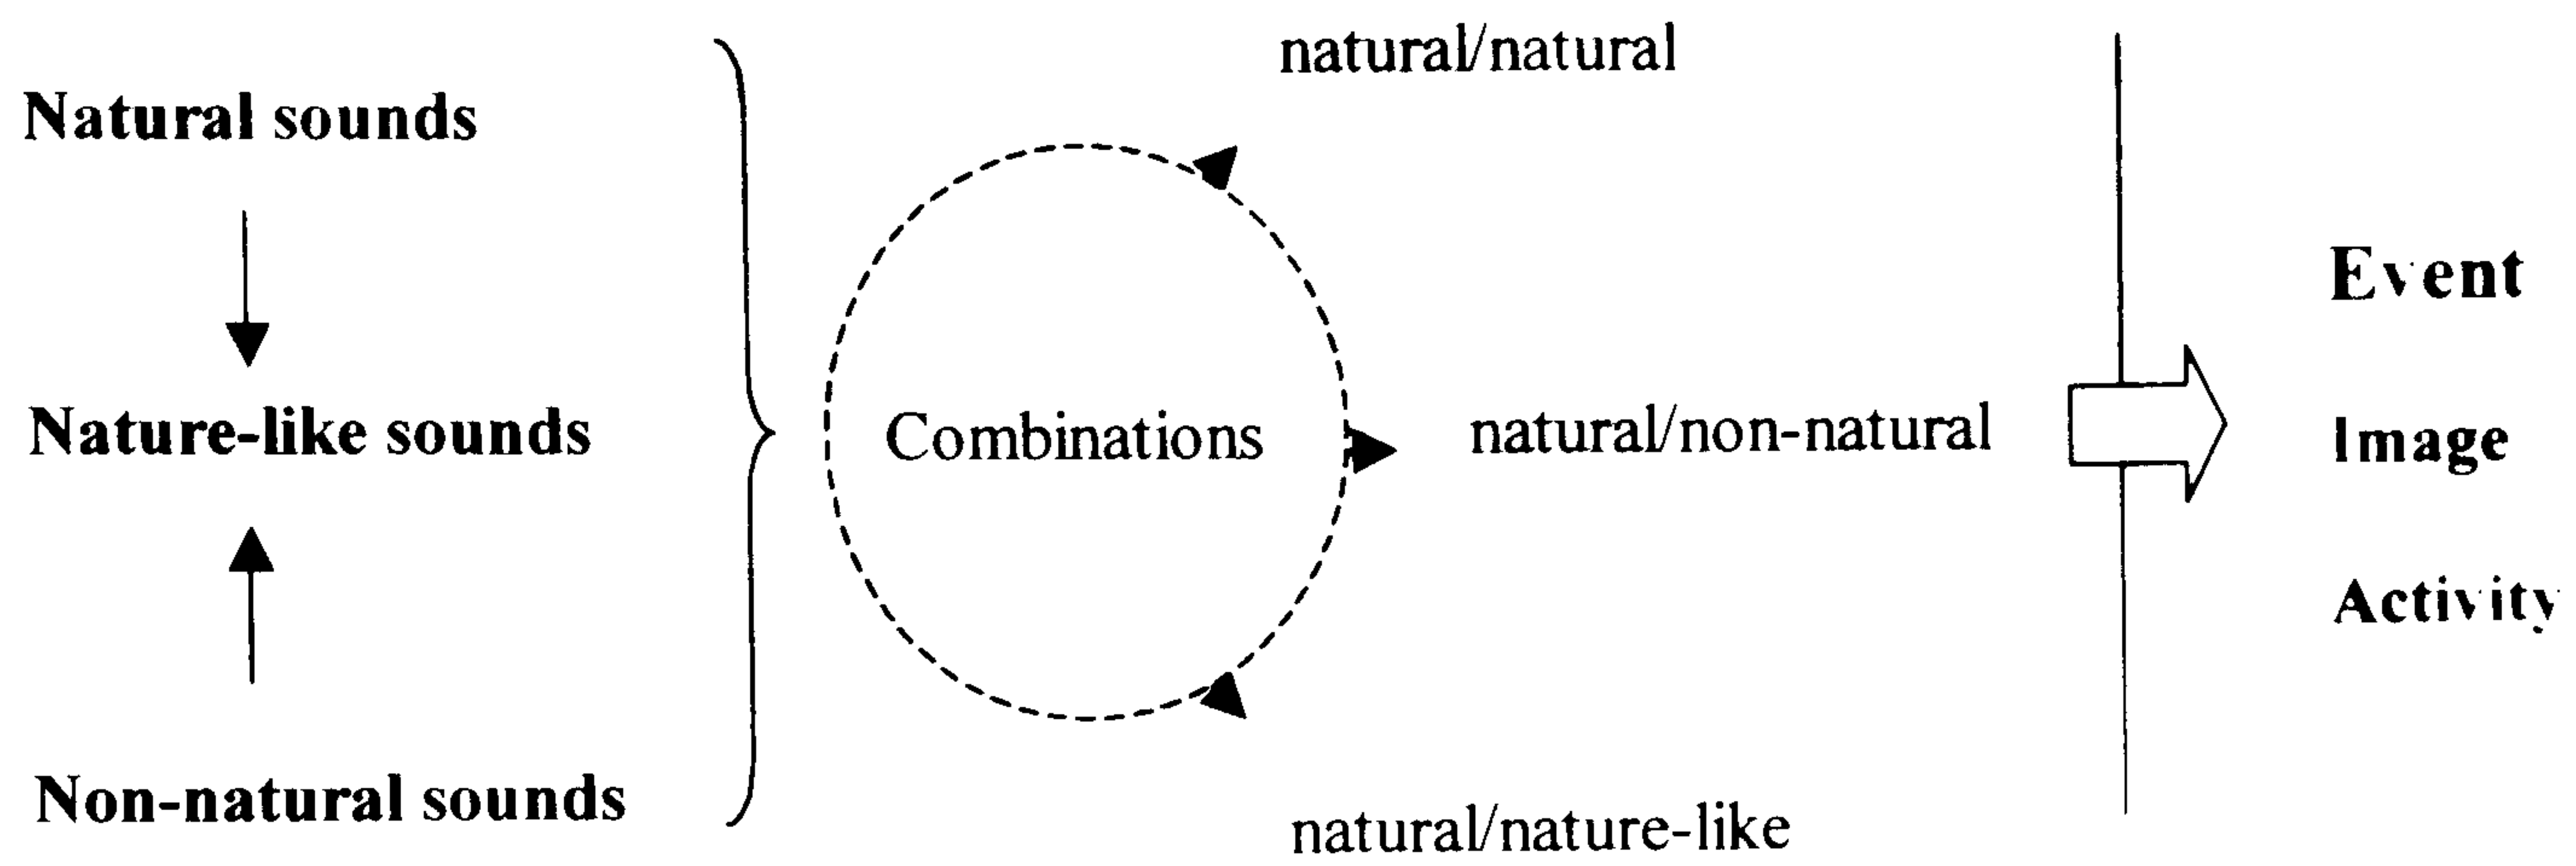 Natural sounds
Nature-like sounds
Non-natural sounds
Combinations
natural/natural
natural/non-natural
natural/nature-like
Event
Image
Activity